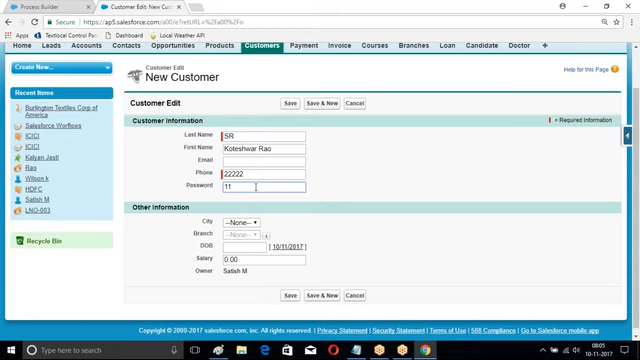 Process Builder
Customer Edit: New Custo
https://ap5.salesforce.com/a00/e?retURL=%2Fa00%2Fo
Apps
Textlocal Control Pan
Dashboard
Local Weather API
Home Leads Accounts Contacts Opportunities Products Customers Payment Invoice Courses Branches Loan Candidate Doctor +
Create New...
Recent Items
Burlington Textiles Corp of
America
Salesforce Worflows
ICICI
ICICI
Kalyan Jastl
Rao
Wilson k
HDFC
Satish M
LNO-003
Recycle Bin
Customer Edit
New Customer
Help for this Page ?
Customer Edit Save Save & New Cancel
Customer Information = Required Information
Last Name SR
First Name Koteshwar Rao
Email
Phone 22222
Password 11
Other Information
City --None--
Branch --None-- i
DOB [ 10/11/2017 ]
Salary 0.00
Owner Satish M
Save Save & New Cancel
Copyright © 2000-2017 salesforce.com, inc. All rights reserved. | Privacy Statement | Security Statement | Terms of Use | 508 Compliance | Go to Salesforce mobile app
Type here to search
08:05
10-11-2017